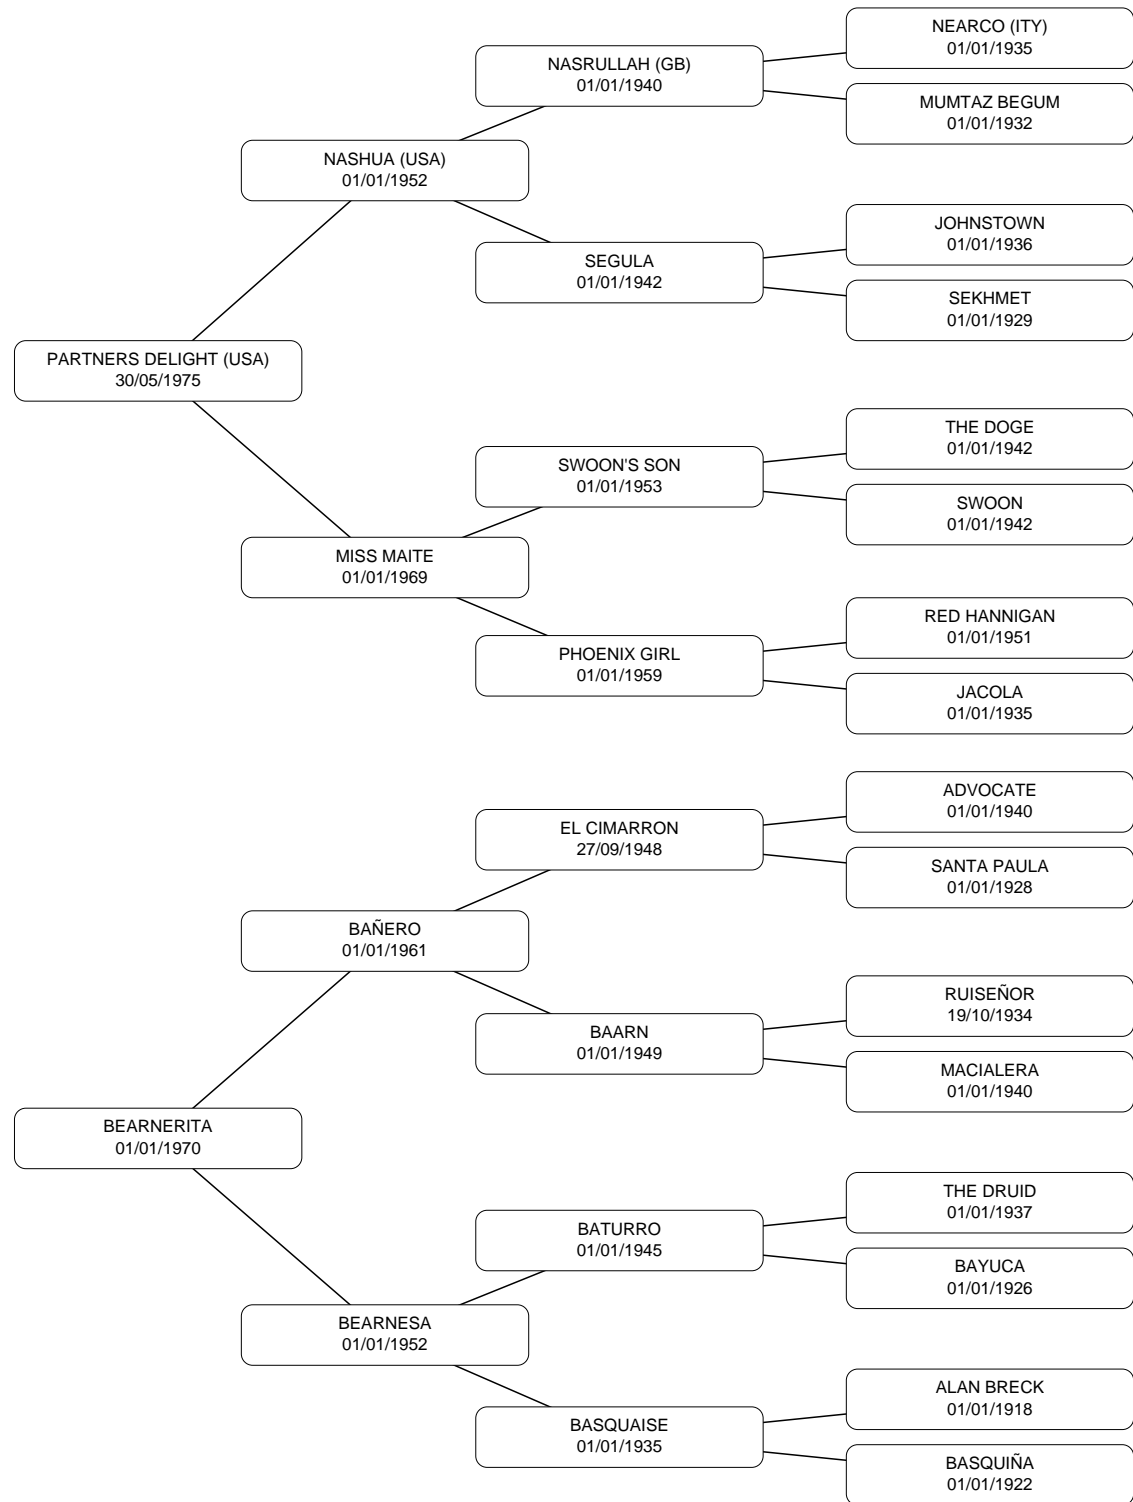 NEARCO (ITY)
01/01/1935
NASRULLAH (GB)
01/01/1940
MUMTAZ BEGUM
01/01/1932
NASHUA (USA)
01/01/1952
JOHNSTOWN
01/01/1936
SEGULA
01/01/1942
SEKHMET
01/01/1929
PARTNERS DELIGHT (USA)
30/05/1975
THE DOGE
01/01/1942
SWOON'S SON
01/01/1953
SWOON
01/01/1942
MISS MAITE
01/01/1969
RED HANNIGAN
01/01/1951
PHOENIX GIRL
01/01/1959
JACOLA
01/01/1935
ADVOCATE
01/01/1940
EL CIMARRON
27/09/1948
SANTA PAULA
01/01/1928
BAÑERO
01/01/1961
RUISEÑOR
19/10/1934
BAARN
01/01/1949
MACIALERA
01/01/1940
BEARNERITA
01/01/1970
THE DRUID
01/01/1937
BATURRO
01/01/1945
BAYUCA
01/01/1926
BEARNESA
01/01/1952
ALAN BRECK
01/01/1918
BASQUAISE
01/01/1935
BASQUIÑA
01/01/1922